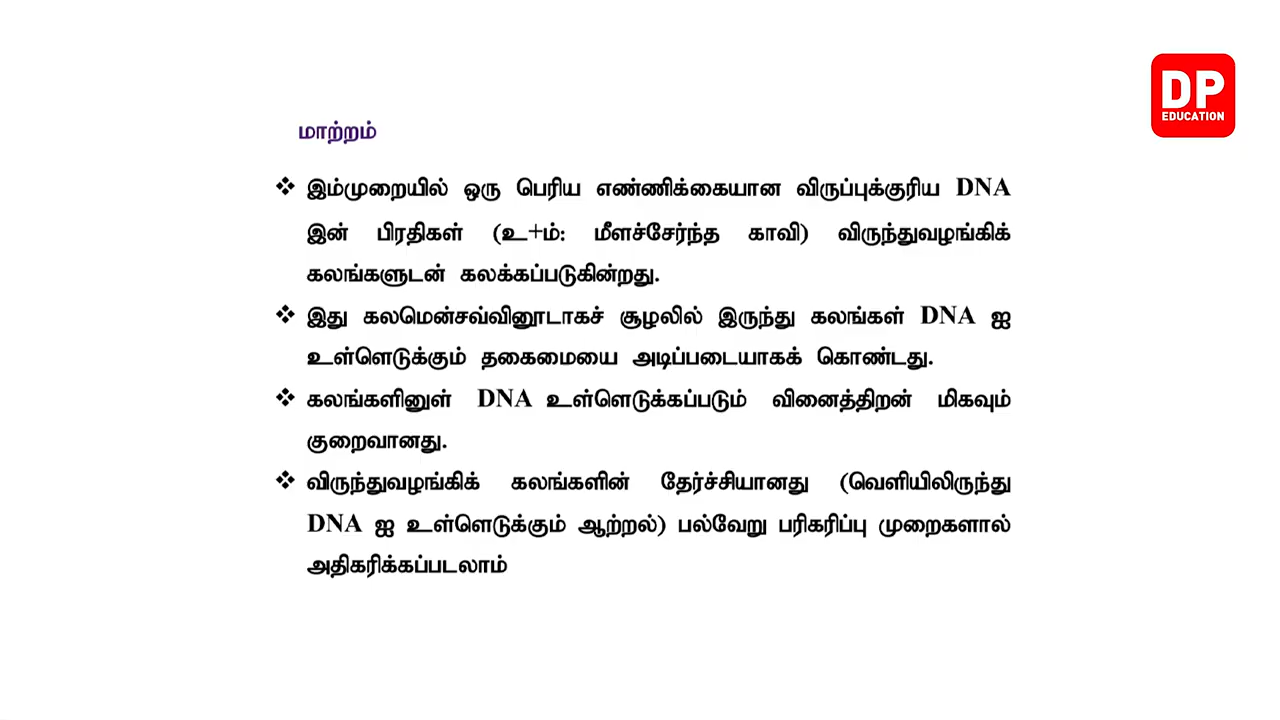 DP
EDUCATION
மாற்றம்
❖ இம்முறையில் ஒரு பெரிய எண்ணிக்கையான விருப்புக்குரிய DNA
இன் பிரதிகள் (உ+ம்: மீளச்சேர்ந்த காவி) விருந்துவழங்கிக்
கலங்களுடன் கலக்கப்படுகின்றது.
❖ இது கலமென்சவ்வினூடாகச் சூழலில் இருந்து கலங்கள் DNA ஐ
உள்ளெடுக்கும் தகைமையை அடிப்படையாகக் கொண்டது.
❖ கலங்களினுள் DNA உள்ளெடுக்கப்படும் வினைத்திறன் மிகவும்
குறைவானது.
❖ விருந்துவழங்கிக் கலங்களின் தேர்ச்சியானது (வெளியிலிருந்து
DNA ஐ உள்ளெடுக்கும் ஆற்றல்) பல்வேறு பரிகரிப்பு முறைகளால்
அதிகரிக்கப்படலாம்